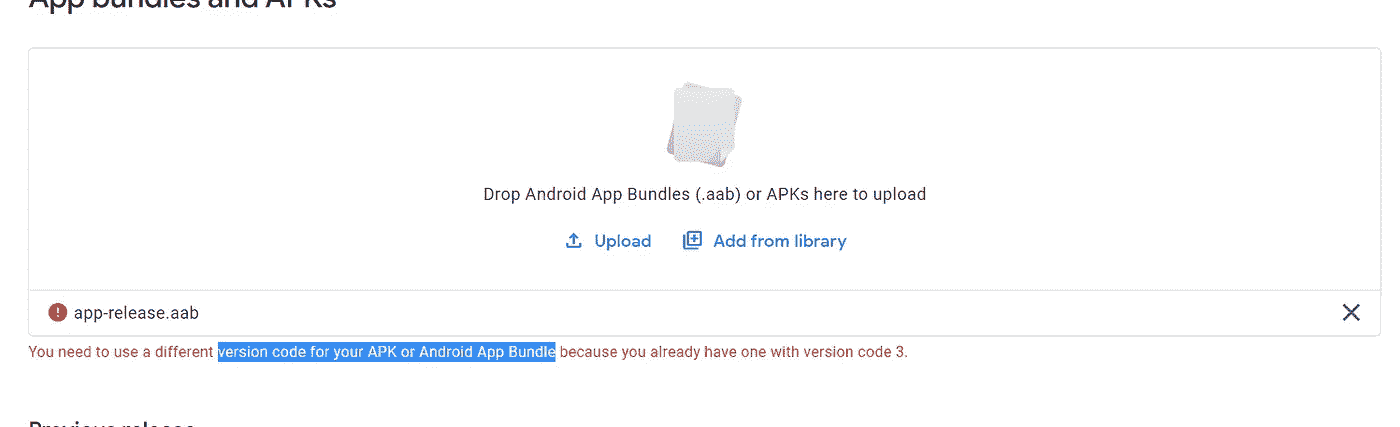 App bundles and APKs
Drop Android App Bundles (.aab) or APKs here to upload
Upload Add from library
app-release.aab
You need to use a different version code for your APK or Android App Bundle because you already have one with version code 3.
Previous release